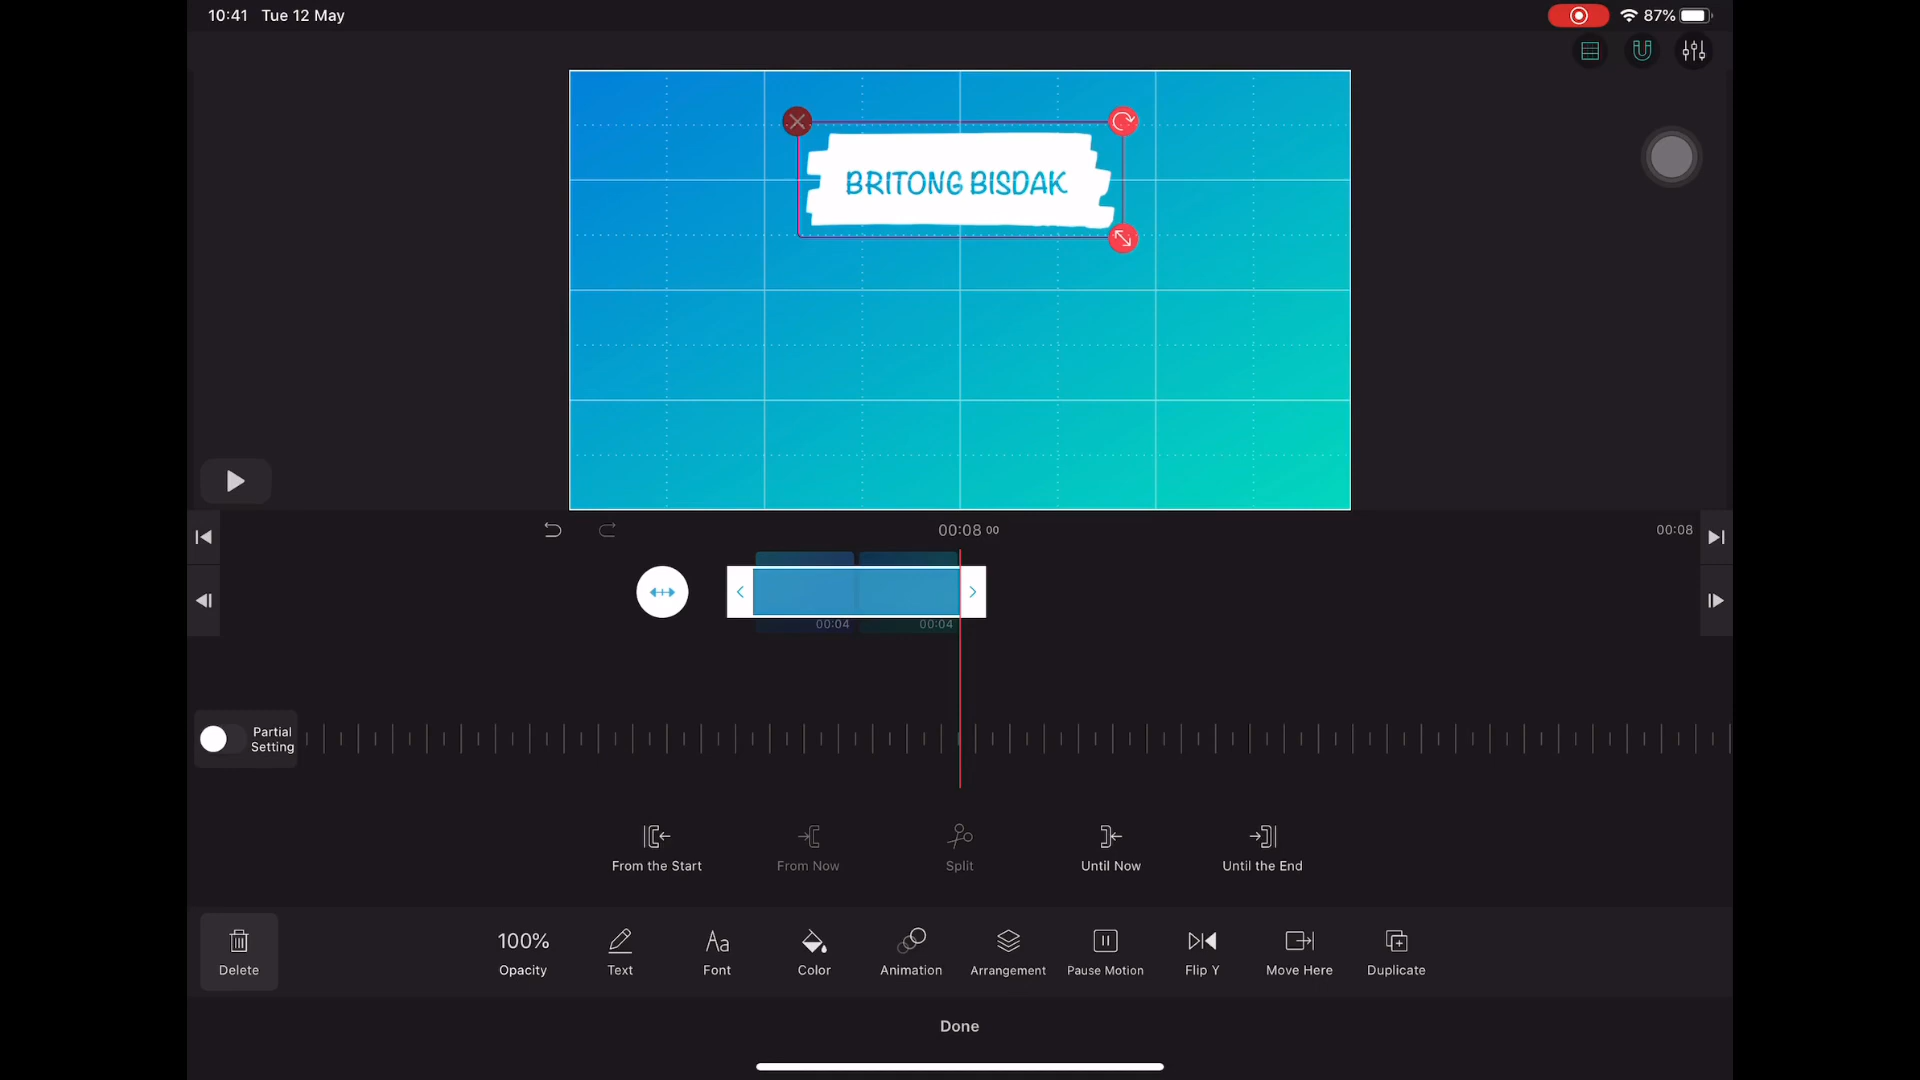 10:41 Tue 12 May
87%
BRITONG BISDAK
00:08 00
00:08
00:04
00:04
Partial
Setting
From the Start
From Now
Split
Until Now
Until the End
Delete
100%
Opacity
Text
Aa
Font
Color
Animation
Arrangement
Pause Motion
Flip Y
Move Here
Duplicate
Done